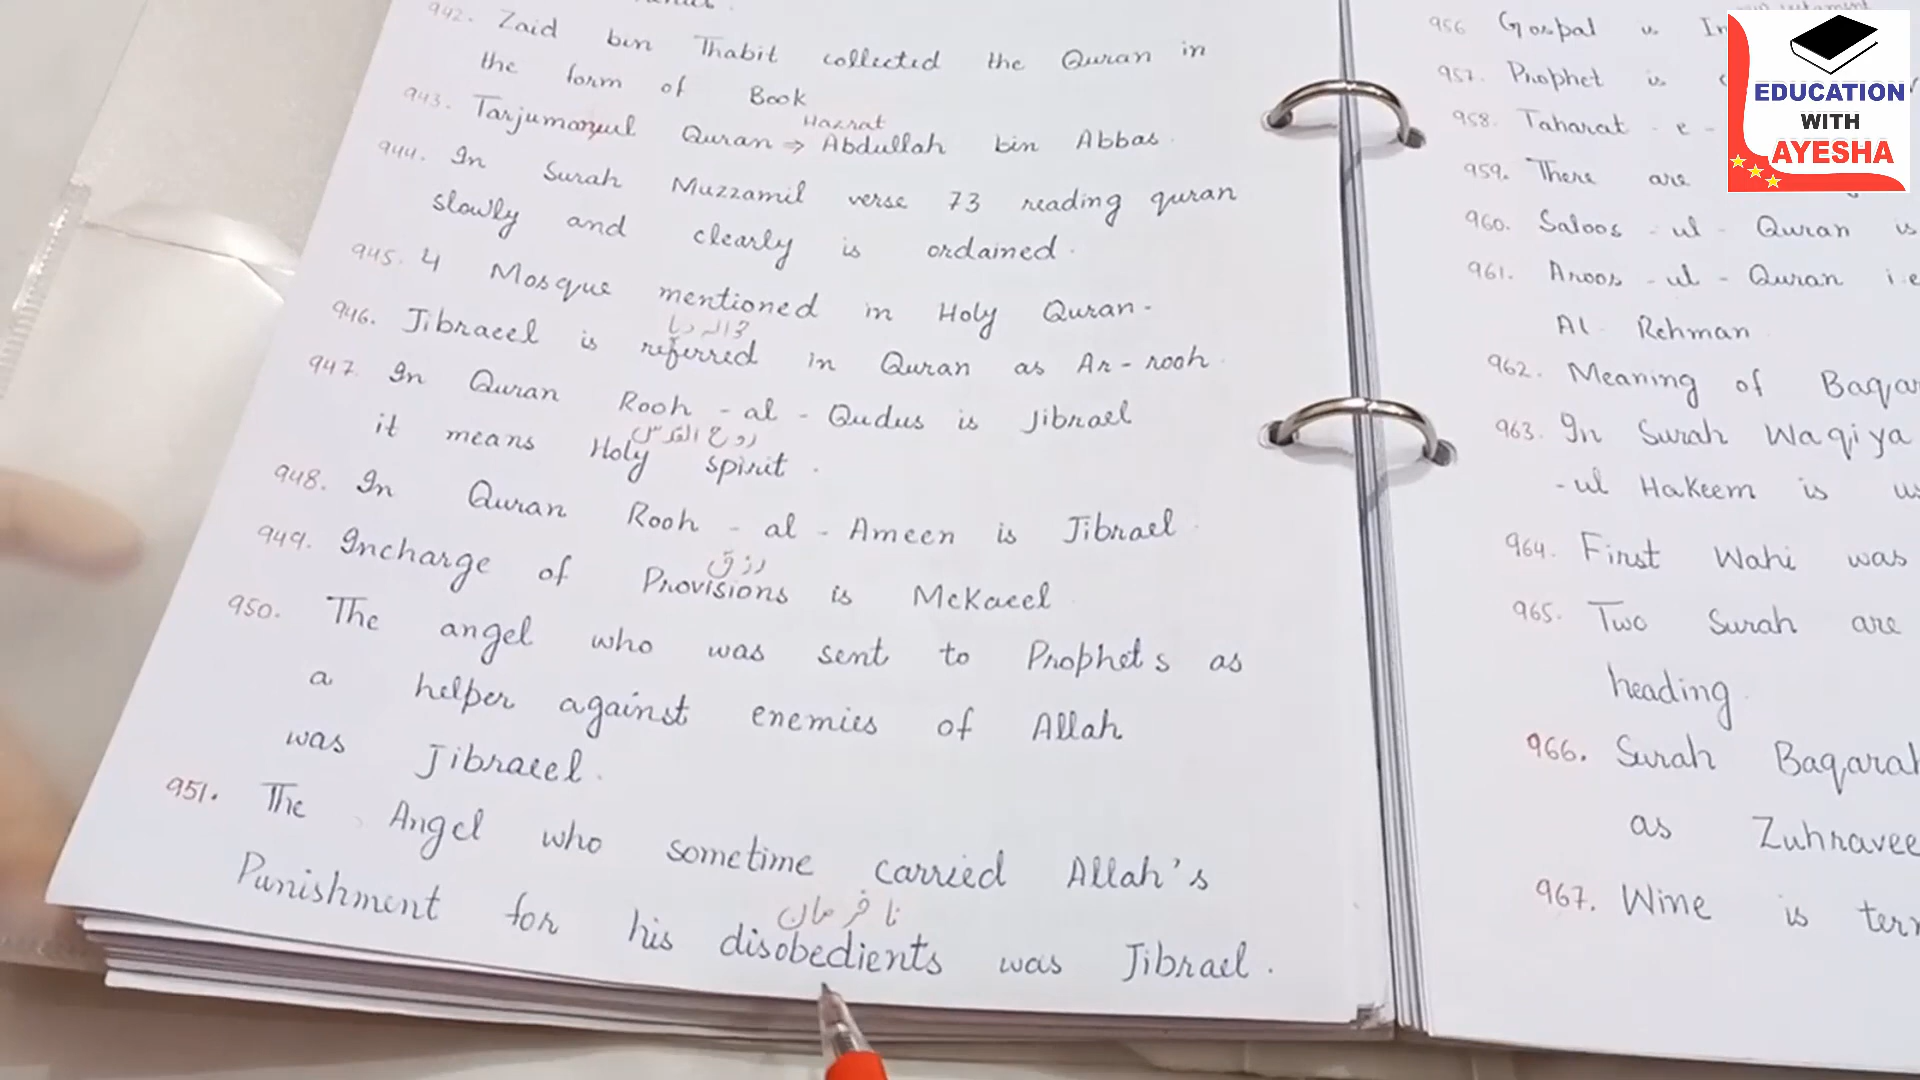 942. Zaid bin Thabit collected the Quran in
the form of Book
Hazrat
943. Tarjumanul Quran ⇒ Abdullah bin Abbas.
944. In Surah Muzzamil verse 73 reading quran
slowly and clearly is ordained.
945. 4 Mosque mentioned in Holy Quran-
حوالہ دیا
946. Jibraeel is referred in Quran as Ar-rooh.
947. In Quran Rooh-al-Qudus is Jibrael
روح القدس
it means Holy spirit.
948. In Quran Rooh-al-Ameen is Jibrael.
رزق
949. Incharge of Provisions is Mekaeel
950. The angel who was sent to Prophets as
a helper against enemies of Allah
was Jibraeel.
951. The Angel who sometime carried Allah's
نا فرمان
Punishment for his disobedients was Jibrael.
956 Gospal is
957. Prophet is
958. Taharat - e -
959. There are
960. Saloos - ul - Quran is
961. Aroos - ul - Quran i.e
Al Rehman
962. Meaning of
963. In Surah Waqiya
-ul Hakeem is
964. First Wahi was
965. Two Surah are
heading.
966. Surah Baqarah
as
967. Wine is
EDUCATION
WITH
AYESHA